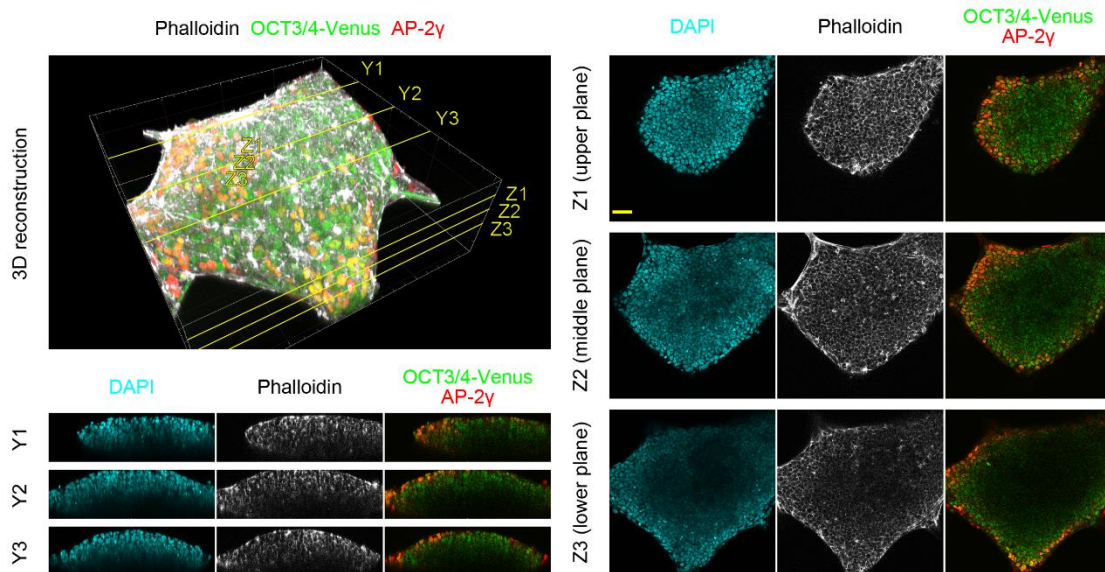 Phalloidin OCT3/4-Venus AP-2γ
3D reconstruction
Y1
Y2
Y3
Z1
Z2
Z3
Z1
Z2
Z3
DAPI
Phalloidin
OCT3/4-Venus
AP-2γ
Y1
Y2
Y3
DAPI
Phalloidin
OCT3/4-Venus
AP-2γ
Z1 (upper plane)
Z2 (middle plane)
Z3 (lower plane)